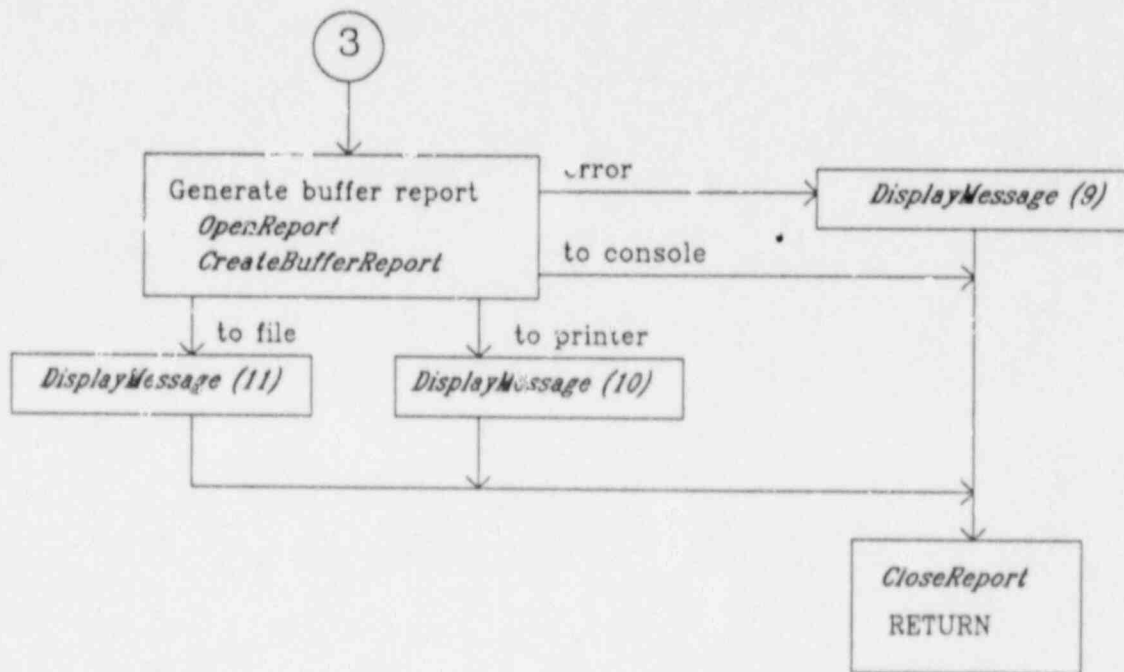 3
Generate buffer report
OpenReport
CreateBufferReport
error
DisplayMessage (9)
to console
to file
to printer
DisplayMessage (11)
DisplayMessage (10)
CloseReport
RETURN